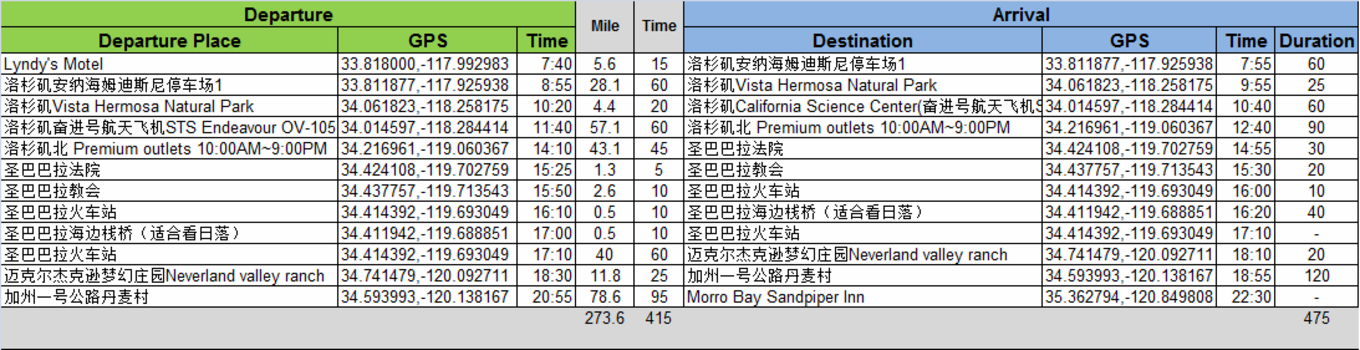 Departure Mile Time Arrival
Departure Place GPS Time Destination GPS Time Duration
Lyndy's Motel 33.818000,-117.992983 7:40 5.6 15 洛杉矶安纳海姆迪斯尼停车场1 33.811877,-117.925938 7:55 60
洛杉矶安纳海姆迪斯尼停车场1 33.811877,-117.925938 8:55 28.1 60 洛杉矶Vista Hermosa Natural Park 34.061823,-118.258175 9:55 25
洛杉矶Vista Hermosa Natural Park 34.061823,-118.258175 10:20 4.4 20 洛杉矶California Science Center(奋进号航天飞机S 34.014597,-118.284414 10:40 60
洛杉矶奋进号航天飞机STS Endeavour OV-105 34.014597,-118.284414 11:40 57.1 60 洛杉矶北 Premium outlets 10:00AM~9:00PM 34.216961,-119.060367 12:40 90
洛杉矶北 Premium outlets 10:00AM~9:00PM 34.216961,-119.060367 14:10 43.1 45 圣巴巴拉法院 34.424108,-119.702759 14:55 30
圣巴巴拉法院 34.424108,-119.702759 15:25 1.3 5 圣巴巴拉教会 34.437757,-119.713543 15:30 20
圣巴巴拉教会 34.437757,-119.713543 15:50 2.6 10 圣巴巴拉火车站 34.414392,-119.693049 16:00 10
圣巴巴拉火车站 34.414392,-119.693049 16:10 0.5 10 圣巴巴拉海边栈桥（适合看日落） 34.411942,-119.688851 16:20 40
圣巴巴拉海边栈桥（适合看日落） 34.411942,-119.688851 17:00 0.5 10 圣巴巴拉火车站 34.414392,-119.693049 17:10 -
圣巴巴拉火车站 34.414392,-119.693049 17:10 40 60 迈克尔杰克逊梦幻庄园Neverland valley ranch 34.741479,-120.092711 18:10 20
迈克尔杰克逊梦幻庄园Neverland valley ranch 34.741479,-120.092711 18:30 11.8 25 加州一号公路丹麦村 34.593993,-120.138167 18:55 120
加州一号公路丹麦村 34.593993,-120.138167 20:55 78.6 95 Morro Bay Sandpiper Inn 35.362794,-120.849808 22:30 -
273.6 415 475